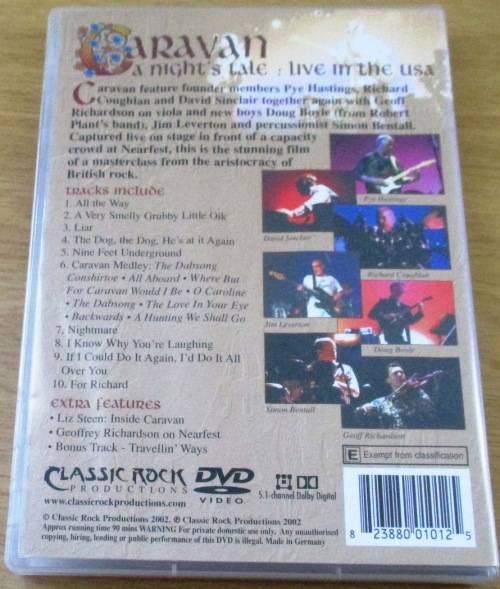 Caravan
a night's tale : live in the usa
Caravan feature founder members Pye Hastings, Richard
Coughlan and David Sinclair together again with Geoff
Richardson on viola and new boys Doug Boyle (from Robert
Plant's band), Jim Leverton and percussionist Simon Bentall.
Captured live on stage in front of a capacity
crowd at Nearfest, this is the stunning film
of a masterclass from the aristocracy of
British rock.
tracks include
1. All the Way
2. A Very Smelly Grubby Little Oik
3. Liar
4. The Dog, the Dog, He's at it Again
5. Nine Feet Underground
6. Caravan Medley: The Dabsong
Conshirtoe • All Aboard • Where But
For Caravan Would I Be • O Caroline
• The Dabsong • The Love In Your Eye
• Backwards • A Hunting We Shall Go
7. Nightmare
8. I Know Why You're Laughing
9. If I Could Do It Again, I'd Do It All
Over You
10. For Richard
extra features
• Liz Steen: Inside Caravan
• Geoffrey Richardson on Nearfest
• Bonus Track - Travellin' Ways
Pye Hastings
David Sinclair
Richard Coughlan
Jim Leverton
Doug Boyle
Simon Bentall
Geoff Richardson
E Exempt from classification
Classic Rock
PRODUCTIONS
www.classicrockproductions.com
DVD
VIDEO
5.1-channel Dolby Digital
© Classic Rock Productions 2002. ℗ Classic Rock Productions 2002
Approx running time 90 mins WARNING For private domestic use only. Any unauthorised
copying, hiring, lending or public performance of this DVD is illegal. Made in Germany
8 23880 01012 5